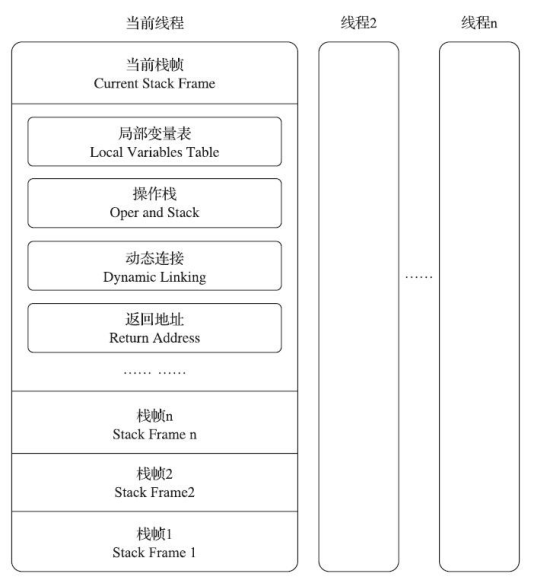 当前线程
线程2
线程n
当前栈帧
Current Stack Frame
局部变量表
Local Variables Table
操作栈
Oper and Stack
动态连接
Dynamic Linking
返回地址
Return Address
…… ……
……
栈帧n
Stack Frame n
栈帧2
Stack Frame2
栈帧1
Stack Frame 1